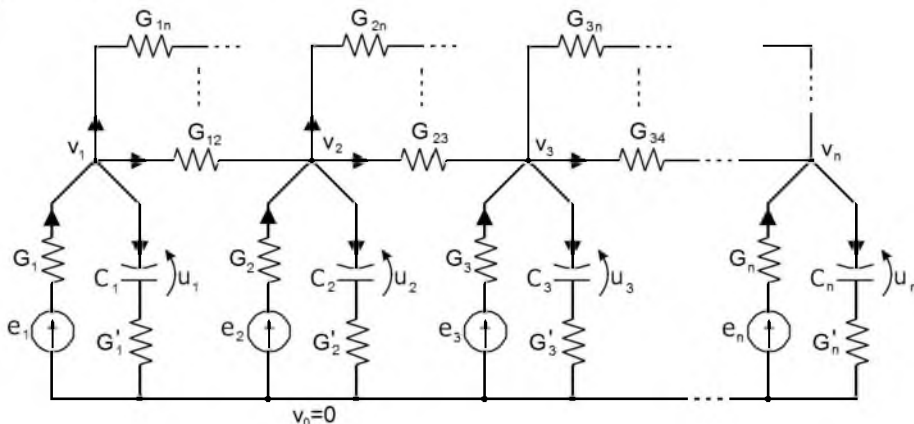 G1n G2n G3n
G12 G23 G34
v1 v2 v3 vn
G1 C1 u1 G2 C2 u2 G3 C3 u3 Gn Cn un
e1 G'1 e2 G'2 e3 G'3 en G'n
v0=0